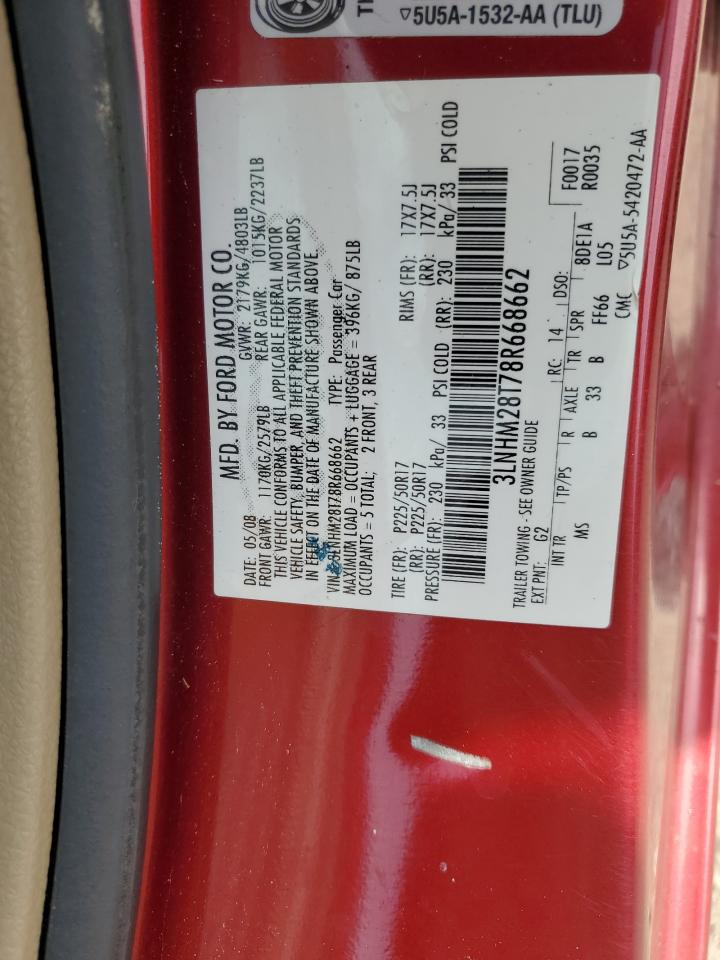 TI
▽5U5A-1532-AA (TLU)
MFD. BY FORD MOTOR CO.
DATE: 05/08 GVWR: 2179KG/4803LB
FRONT GAWR: 1170KG/2579LB REAR GAWR: 1015KG/2237LB
THIS VEHICLE CONFORMS TO ALL APPLICABLE FEDERAL MOTOR
VEHICLE SAFETY, BUMPER, AND THEFT PREVENTION STANDARDS
IN EFFECT ON THE DATE OF MANUFACTURE SHOWN ABOVE.
VIN: 3LNHM28T78R668662 TYPE: Passenger Car
MAXIMUM LOAD = OCCUPANTS + LUGGAGE = 396KG/ 875LB
OCCUPANTS = 5 TOTAL; 2 FRONT, 3 REAR
TIRE (FR): P225/50R17 RIMS (FR): 17X7.5J
(RR): P225/50R17 (RR): 17X7.5J
PRESSURE (FR): 230 kPa/ 33 PSI COLD (RR): 230 kPa/ 33 PSI COLD
3LNHM28T78R668662
TRAILER TOWING - SEE OWNER GUIDE
EXT PNT: G2 RC: 14 DSO: F0017
8DE1A R0035
INT TR TP/PS R AXLE TR SPR L05
MS B 33 B FF66
CMC ▽5U5A-5420472-AA